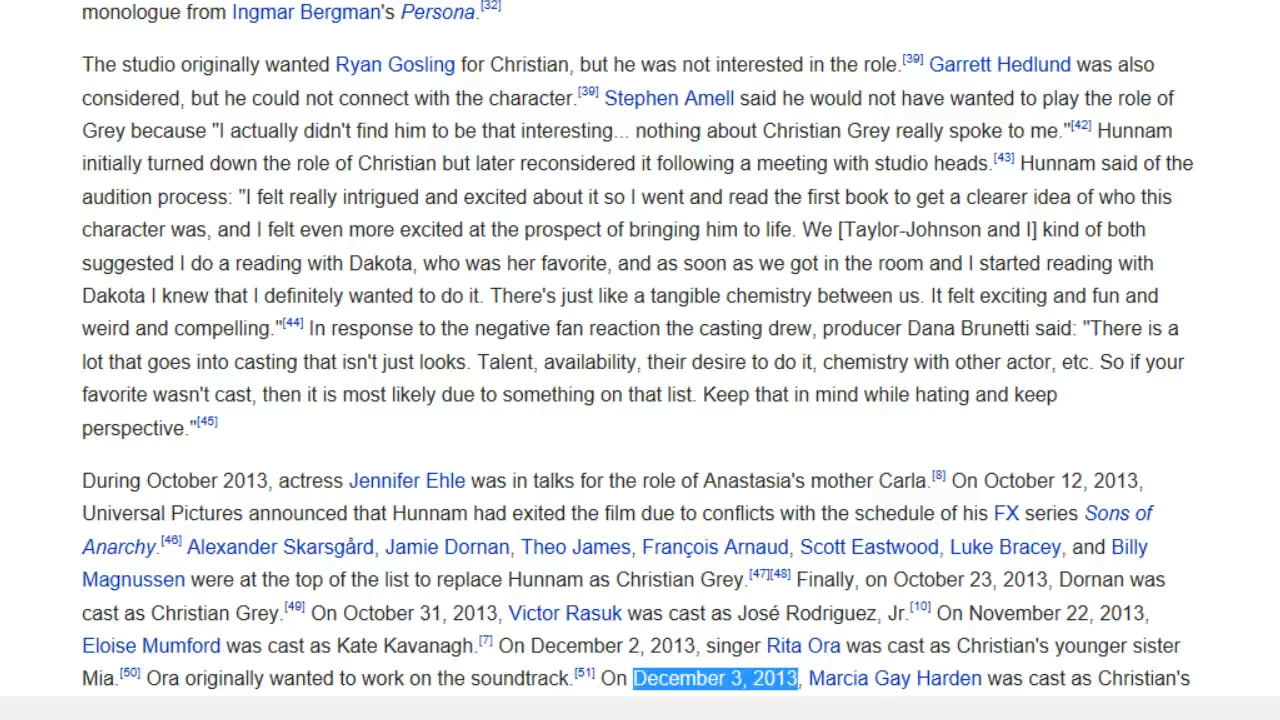 monologue from Ingmar Bergman's Persona.[32]
The studio originally wanted Ryan Gosling for Christian, but he was not interested in the role.[39] Garrett Hedlund was also
considered, but he could not connect with the character.[39] Stephen Amell said he would not have wanted to play the role of
Grey because "I actually didn't find him to be that interesting... nothing about Christian Grey really spoke to me."[42] Hunnam
initially turned down the role of Christian but later reconsidered it following a meeting with studio heads.[43] Hunnam said of the
audition process: "I felt really intrigued and excited about it so I went and read the first book to get a clearer idea of who this
character was, and I felt even more excited at the prospect of bringing him to life. We [Taylor-Johnson and I] kind of both
suggested I do a reading with Dakota, who was her favorite, and as soon as we got in the room and I started reading with
Dakota I knew that I definitely wanted to do it. There's just like a tangible chemistry between us. It felt exciting and fun and
weird and compelling."[44] In response to the negative fan reaction the casting drew, producer Dana Brunetti said: "There is a
lot that goes into casting that isn't just looks. Talent, availability, their desire to do it, chemistry with other actor, etc. So if your
favorite wasn't cast, then it is most likely due to something on that list. Keep that in mind while hating and keep
perspective."[45]
During October 2013, actress Jennifer Ehle was in talks for the role of Anastasia's mother Carla.[8] On October 12, 2013,
Universal Pictures announced that Hunnam had exited the film due to conflicts with the schedule of his FX series Sons of
Anarchy.[46] Alexander Skarsgård, Jamie Dornan, Theo James, François Arnaud, Scott Eastwood, Luke Bracey, and Billy
Magnussen were at the top of the list to replace Hunnam as Christian Grey.[47][48] Finally, on October 23, 2013, Dornan was
cast as Christian Grey.[49] On October 31, 2013, Victor Rasuk was cast as José Rodriguez, Jr.[10] On November 22, 2013,
Eloise Mumford was cast as Kate Kavanagh.[7] On December 2, 2013, singer Rita Ora was cast as Christian's younger sister
Mia.[50] Ora originally wanted to work on the soundtrack.[51] On December 3, 2013, Marcia Gay Harden was cast as Christian's